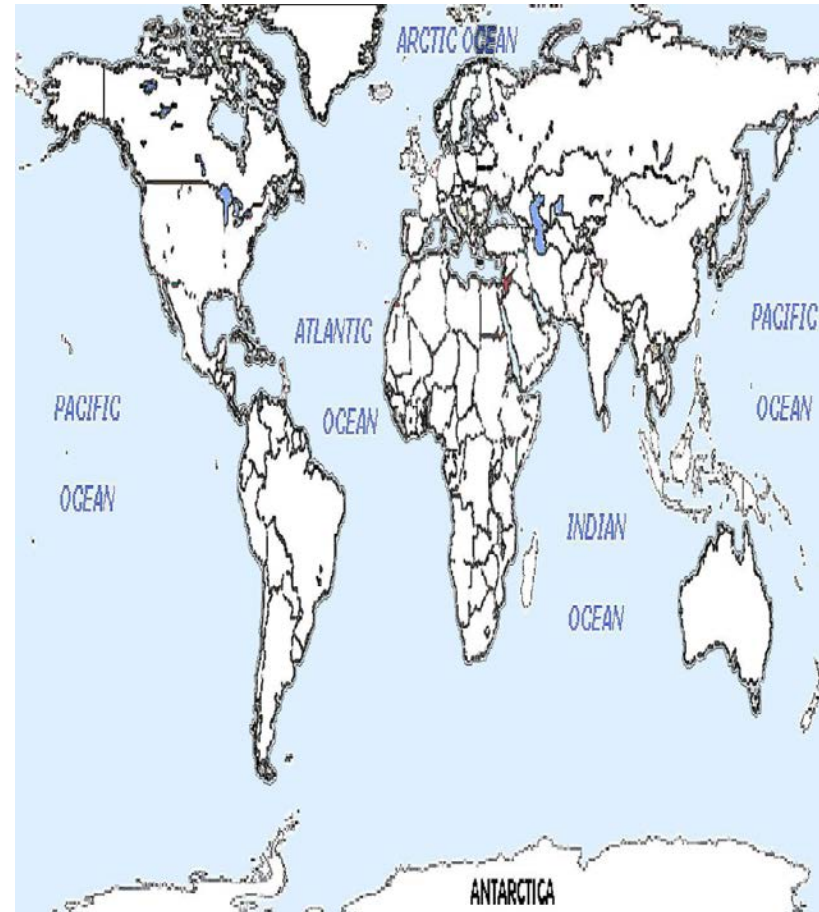 ARCTIC OCEAN
ATLANTIC
OCEAN
PACIFIC
OCEAN
PACIFIC
OCEAN
INDIAN
OCEAN
ANTARCTICA